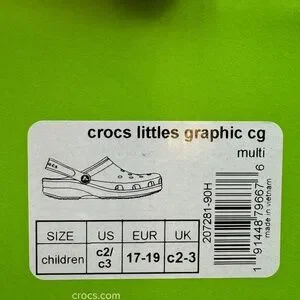 crocs littles graphic cg
multi
SIZE US EUR UK
children c2/c3 17-19 c2-3
207281-90H
1 91448 79667 6
made in vietnam
crocs.com